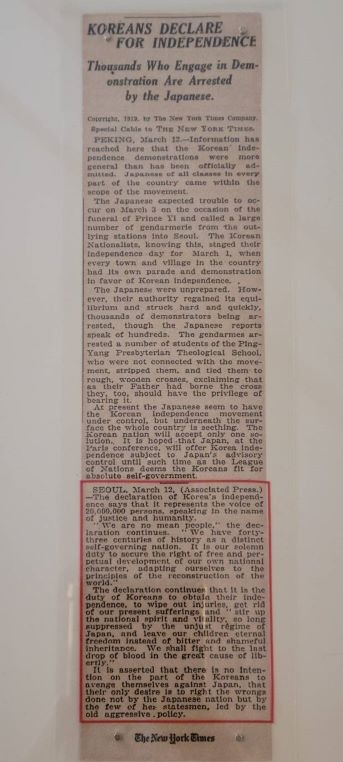 KOREANS DECLARE
FOR INDEPENDENCE
Thousands Who Engage in Dem-
onstration Are Arrested
by the Japanese.
Copyright, 1919, by The New York Times Company.
Special Cable to THE NEW YORK TIMES.
PEKING, March 12.—Information has
reached here that the Korean inde-
pendence demonstrations were more
general than has been officially ad-
mitted. Japanese of all classes in every
part of the country came within the
scope of the movement.
The Japanese expected trouble to oc-
cur on March 3 on the occasion of the
funeral of Prince Yi and called a large
number of gendarmerie from the out-
lying stations into Seoul. The Korean
Nationalists, knowing this, staged their
independence day for March 1, when
every town and village in the country
had its own parade and demonstration
in favor of Korean independence.
The Japanese were unprepared. How-
ever, their authority regained its equi-
librium and struck hard and quickly,
thousands of demonstrators being ar-
rested, though the Japanese reports
speak of hundreds. The gendarmes ar-
rested a number of students of the Ping-
Yang Presbyterian Theological School,
who were not connected with the move-
ment, stripped them, and tied them to
rough, wooden crosses, exclaiming that
as their Father had borne the cross
they, too, should have the privilege of
bearing it.
At present the Japanese seem to have
the Korean independence movement
under control, but underneath the sur-
face the whole country is seething. The
Korean nation will accept only one so-
lution. It is hoped that Japan, at the
Paris conference, will offer Korea inde-
pendence subject to Japan's advisory
control until such time as the League
of Nations deems the Koreans fit for
absolute self-government.
SEOUL, March 12, (Associated Press.)
—The declaration of Korea's independ-
ence says that it represents the voice of
20,000,000 persons, speaking in the name
of justice and humanity.
"We are no mean people," the dec-
laration continues. "We have forty-
three centuries of history as a distinct
self-governing nation. It is our solemn
duty to secure the right of free and per-
petual development of our own national
character, adapting ourselves to the
principles of the reconstruction of the
world."
The declaration continues that it is the
duty of Koreans to obtain their inde-
pendence, to wipe out injuries, get rid
of our present sufferings and "stir up
the national spirit and vitality, so long
suppressed by the unjust régime of
Japan, and leave our children eternal
freedom instead of bitter and shameful
inheritance. We shall fight to the last
drop of blood in the great cause of lib-
erty."
It is asserted that there is no inten-
tion on the part of the Koreans to
avenge themselves against Japan, that
their only desire is to right the wrongs
done not by the Japanese nation but by
the few of her statesmen, led by the
old aggressive policy.
The New York Times